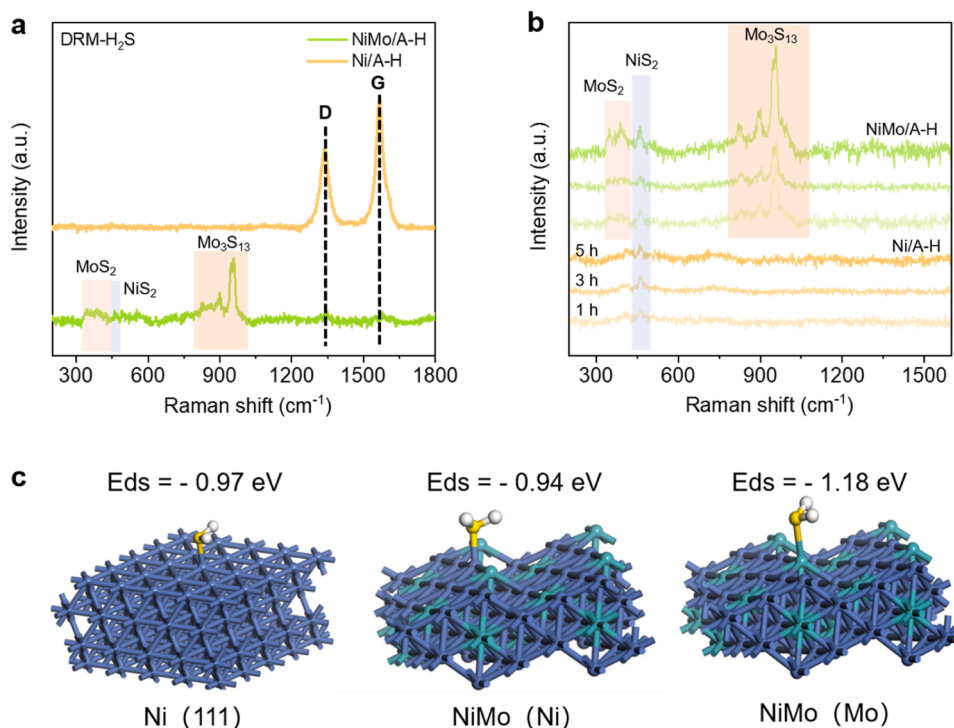 a
DRM-H₂S
NiMo/A-H
Ni/A-H
D
G
Mo₃S₁₃
MoS₂
NiS₂
Intensity (a.u.)
300 600 900 1200 1500 1800
Raman shift (cm⁻¹)
b
Mo₃S₁₃
NiS₂
MoS₂
NiMo/A-H
Ni/A-H
5 h
3 h
1 h
Intensity (a.u.)
300 600 900 1200 1500
Raman shift (cm⁻¹)
c
Eds = - 0.97 eV
Eds = - 0.94 eV
Eds = - 1.18 eV
Ni (111)
NiMo (Ni)
NiMo (Mo)